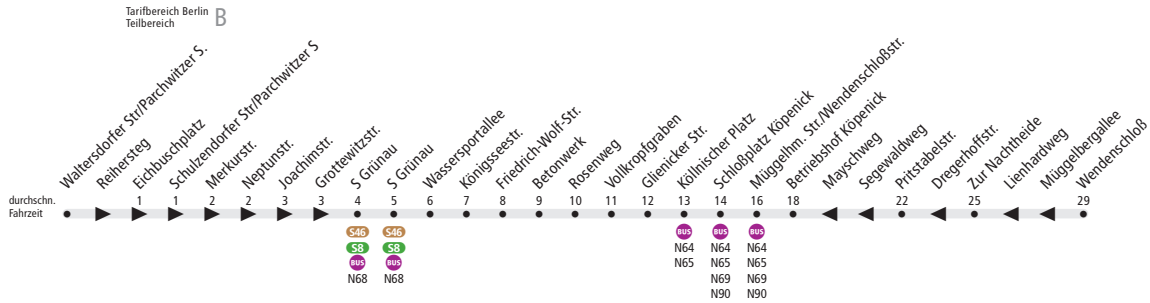 Tarifbereich Berlin
Teilbereich
B
Waltersdorfer Str/Parchwitzer S.
Reihersteg
Eichbuschplatz
Schulzendorfer Str/Parchwitzer S
Merkurstr.
Neptunstr.
Joachimstr.
Grottewitzstr.
S Grünau
S Grünau
Wassersportallee
Königsseestr.
Friedrich-Wolf-Str.
Betonwerk
Rosenweg
Vollkropfgraben
Glienicker Str.
Köllnischer Platz
Schloßplatz Köpenick
Müggelhm. Str./Wendenschloßstr.
Betriebshof Köpenick
Mayschweg
Segewaldweg
Pritstabelstr.
Dregerhoffstr.
Zur Nachtheide
Lienhardweg
Müggelbergallee
Wendenschloß
durchschn.
Fahrzeit
1 1 2 2 3 3 4 5 6 7 8 9 10 11 12 13 14 16 18 22 25 29
S46 S46 BUS BUS BUS
S8 S8 N64 N64 N64
BUS BUS N65 N65 N65
N68 N68 N69 N69
N90 N90